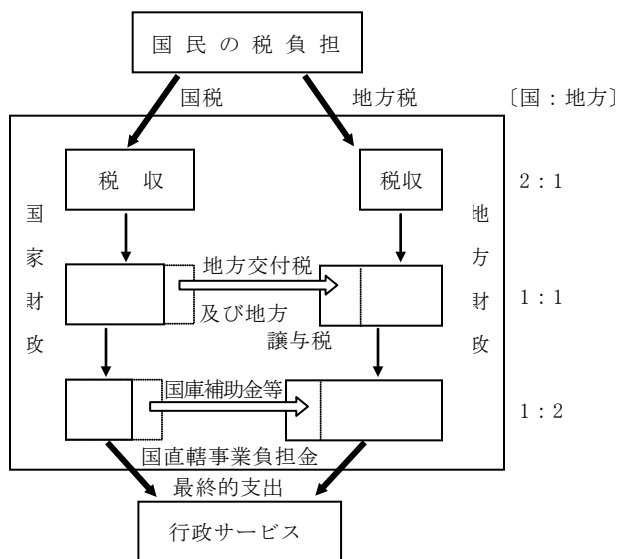 国民の税負担
国税
地方税
〔国：地方〕
税　収
税収
2：1
国家財政
地方財政
地方交付税
及び地方
譲与税
1：1
国庫補助金等
1：2
国直轄事業負担金
最終的支出
行政サービス